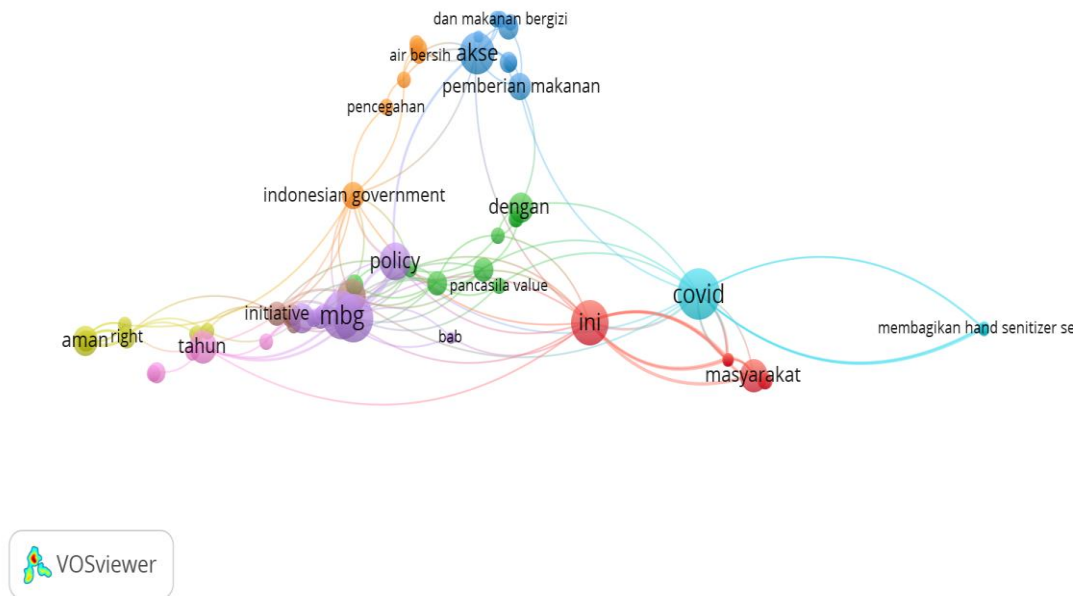 dan makanan bergizi
air bersih
akse
pemberian makanan
pencegahan
indonesian government
dengan
policy
pancasila value
covid
initiative
mbg
ini
membagikan hand senitizer se
aman
right
tahun
bab
masyarakat
VOSviewer